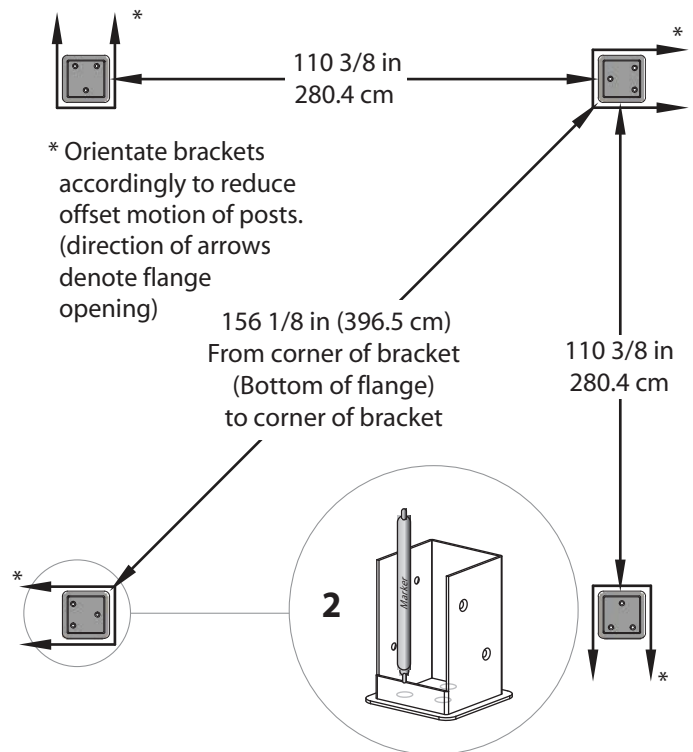 *
110 3/8 in
280.4 cm
*
* Orientate brackets
accordingly to reduce
offset motion of posts.
(direction of arrows
denote flange
opening)
156 1/8 in (396.5 cm)
From corner of bracket
(Bottom of flange)
to corner of bracket
110 3/8 in
280.4 cm
*
2
Marker
*